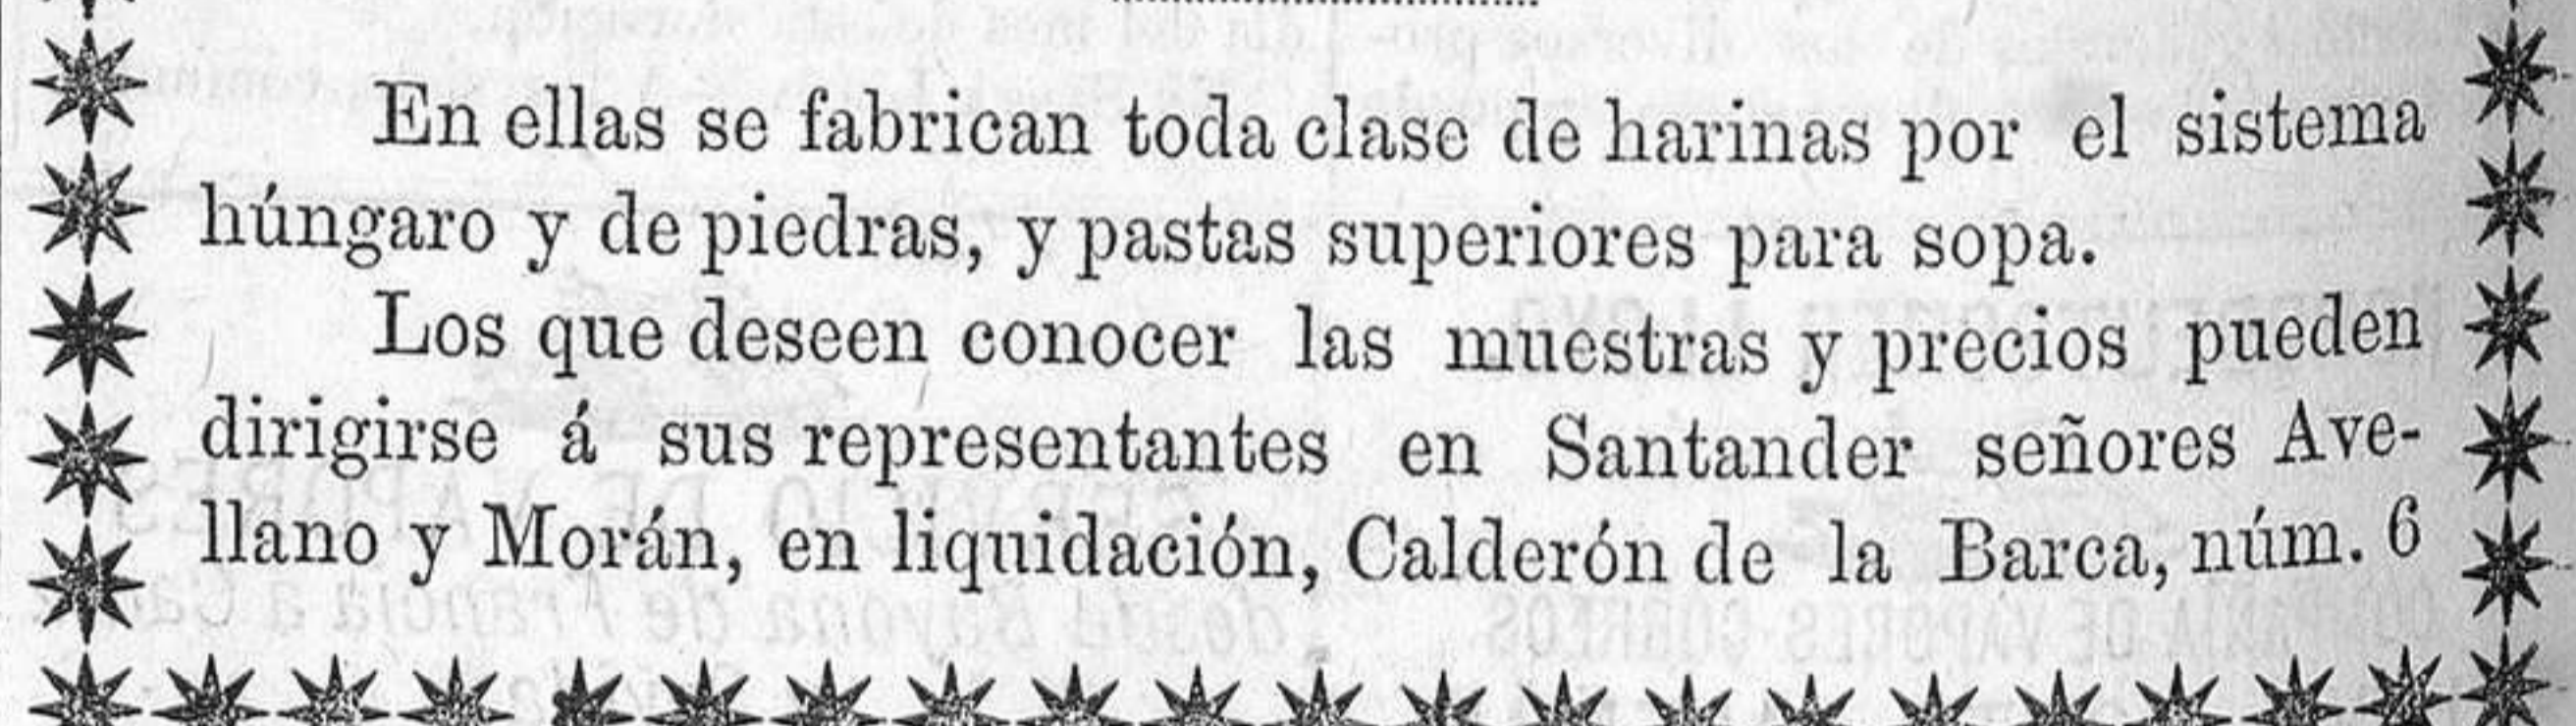 En ellas se fabrican toda clase de harinas por el sistema
húngaro y de piedras, y pastas superiores para sopa.
Los que deseen conocer las muestras y precios pueden
dirigirse á sus representantes en Santander señores Ave-
llano y Morán, en liquidación, Calderón de la Barca, núm. 6